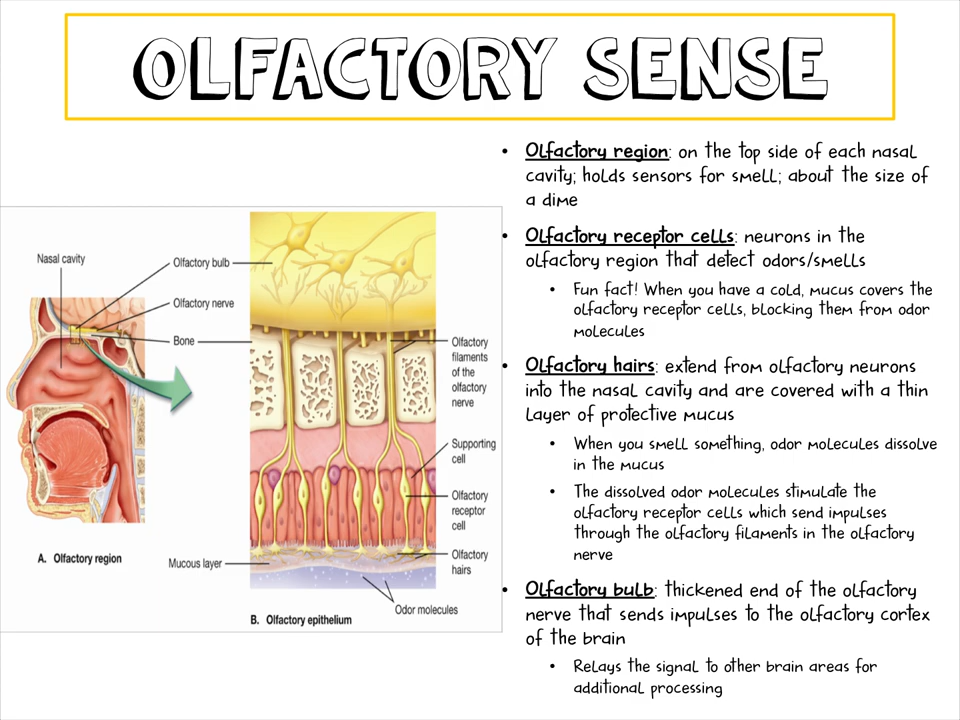 OLFACTORY SENSE
Nasal cavity
Olfactory bulb
Olfactory nerve
Bone
Olfactory
filaments
of the
olfactory
nerve
Supporting
cell
Olfactory
receptor
cell
Olfactory
hairs
Mucous layer
Odor molecules
A. Olfactory region
B. Olfactory epithelium
• Olfactory region: on the top side of each nasal
cavity; holds sensors for smell; about the size of
a dime
• Olfactory receptor cells: neurons in the
olfactory region that detect odors/smells
• Fun fact! When you have a cold, mucus covers the
olfactory receptor cells, blocking them from odor
molecules
• Olfactory hairs: extend from olfactory neurons
into the nasal cavity and are covered with a thin
layer of protective mucus
• When you smell something, odor molecules dissolve
in the mucus
• The dissolved odor molecules stimulate the
olfactory receptor cells which send impulses
through the olfactory filaments in the olfactory
nerve
• Olfactory bulb: thickened end of the olfactory
nerve that sends impulses to the olfactory cortex
of the brain
• Relays the signal to other brain areas for
additional processing